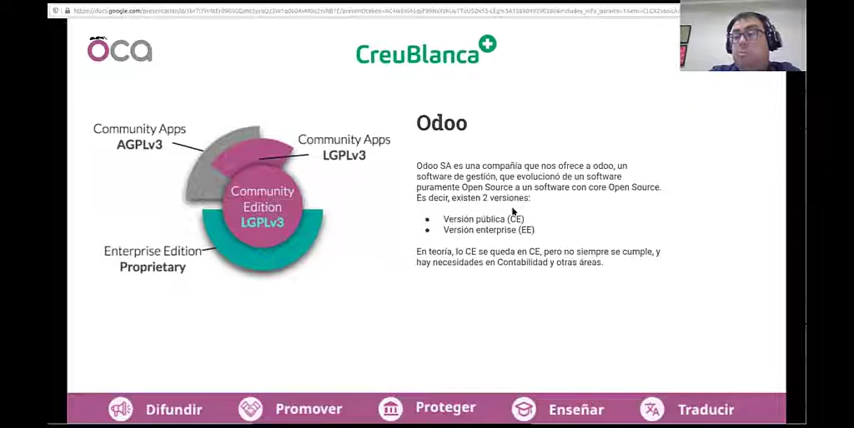 oca
CreuBlanca
Community Apps
AGPLv3
Community Apps
LGPLv3
Community
Edition
LGPLv3
Enterprise Edition
Proprietary
Odoo
Odoo SA es una compañía que nos ofrece a odoo, un
software de gestión, que evolucionó de un software
puramente Open Source a un software con core Open Source.
Es decir, existen 2 versiones:
● Versión pública (CE)
● Versión enterprise (EE)
En teoría, lo CE se queda en CE, pero no siempre se cumple, y
hay necesidades en Contabilidad y otras áreas.
Difundir
Promover
Proteger
Enseñar
Traducir